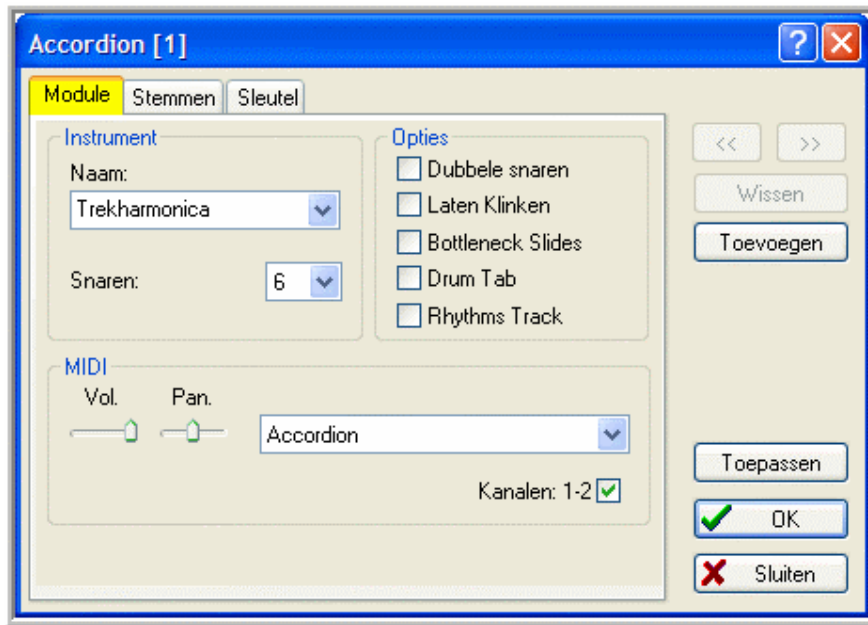 Accordion [1]
Module Stemmen Sleutel
Instrument
Naam:
Trekharmonica
Snaren: 6
Opties
Dubbele snaren
Laten Klinken
Bottleneck Slides
Drum Tab
Rhythms Track
MIDI
Vol. Pan.
Accordion
Kanalen: 1-2
<< >>
Wissen
Toevoegen
Toepassen
OK
Sluiten